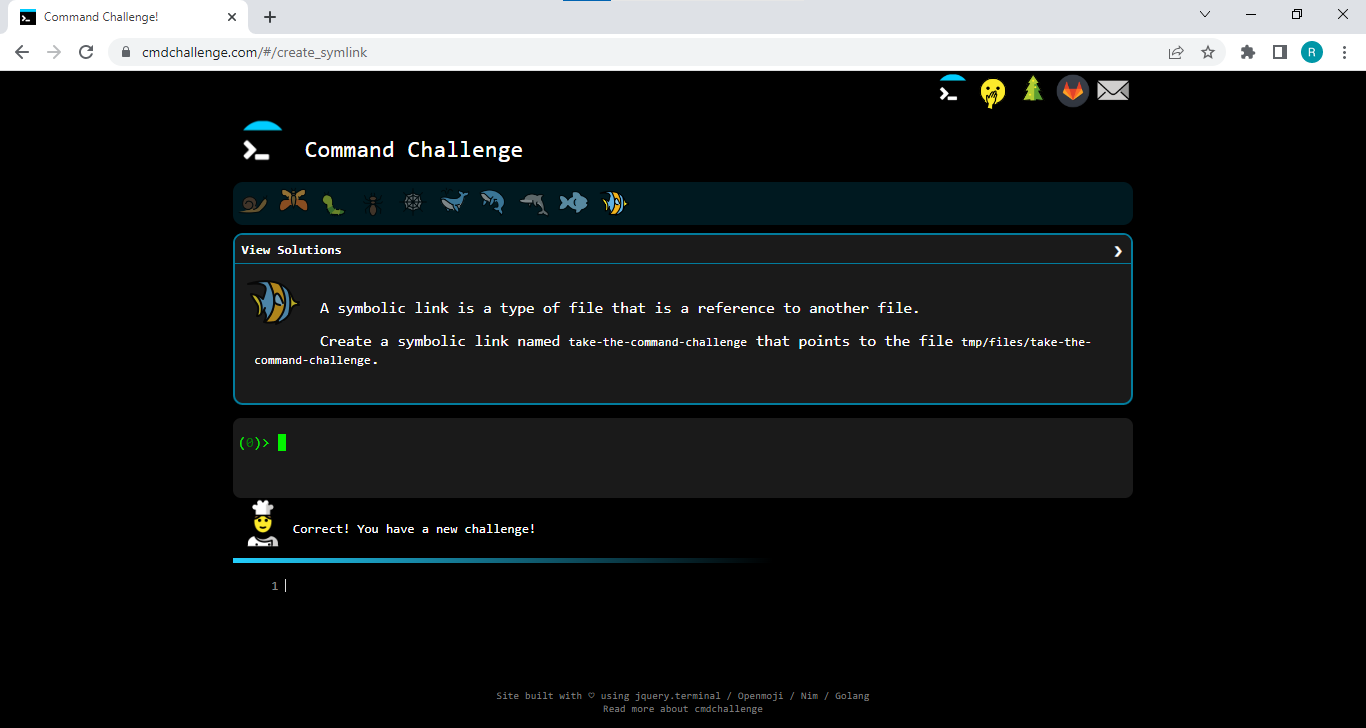 Command Challenge!
cmdchallenge.com/#/create_symlink
R
Command Challenge
View Solutions
A symbolic link is a type of file that is a reference to another file.
Create a symbolic link named take-the-command-challenge that points to the file tmp/files/take-the-
command-challenge.
(0)>
Correct! You have a new challenge!
1
Site built with ♡ using jquery.terminal / Openmoji / Nim / Golang
Read more about cmdchallenge